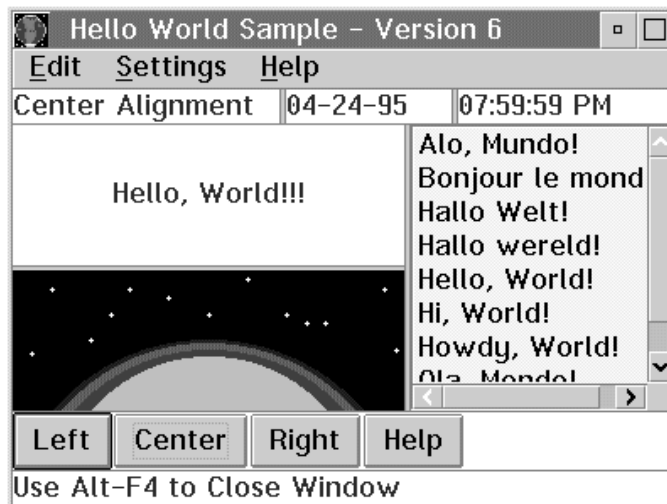 Hello World Sample - Version 6
Edit Settings Help
Center Alignment 04-24-95 07:59:59 PM
Hello, World!!!
Alo, Mundo!
Bonjour le mond
Hallo Welt!
Hallo wereld!
Hello, World!
Hi, World!
Howdy, World!
Ola, Mondo!
Left Center Right Help
Use Alt-F4 to Close Window